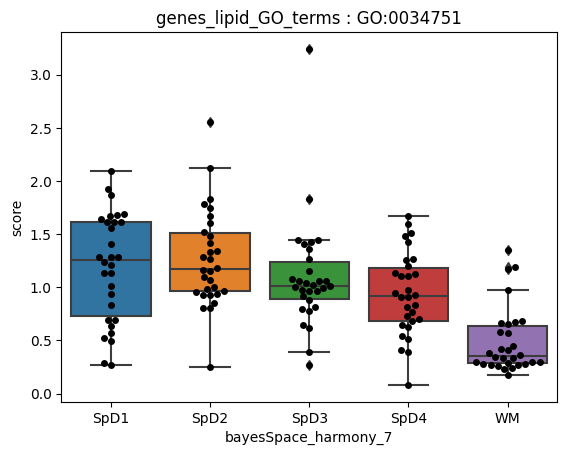 genes_lipid_GO_terms : GO:0034751
score
3.0
2.5
2.0
1.5
1.0
0.5
0.0
SpD1 SpD2 SpD3 SpD4 WM
bayesSpace_harmony_7